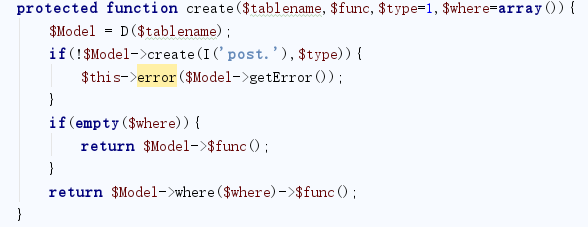 protected function create($tablename,$func,$type=1,$where=array()){
$Model = D($tablename);
if(!$Model->create(I('post.'),$type)){
$this->error($Model->getError());
}
if(empty($where)){
return $Model->$func();
}
return $Model->where($where)->$func();
}